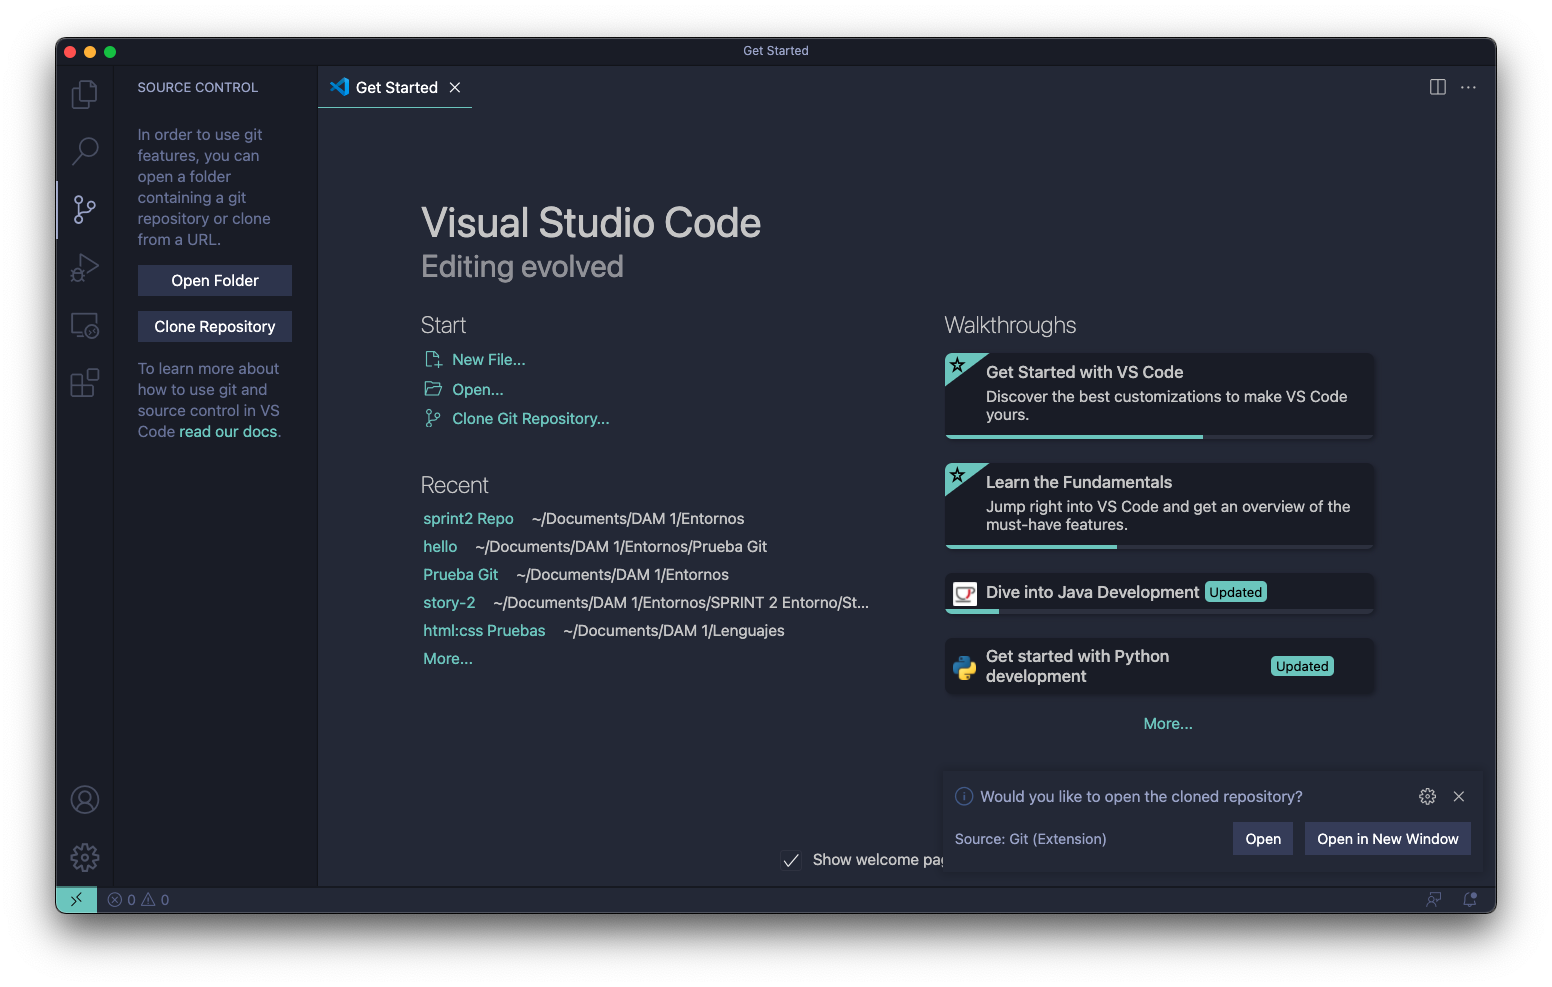 Get Started
SOURCE CONTROL
In order to use git
features, you can
open a folder
containing a git
repository or clone
from a URL.
Open Folder
Clone Repository
To learn more about
how to use git and
source control in VS
Code read our docs.
Get Started
Visual Studio Code
Editing evolved
Start
New File...
Open...
Clone Git Repository...
Recent
sprint2 Repo ~/Documents/DAM 1/Entornos
hello ~/Documents/DAM 1/Entornos/Prueba Git
Prueba Git ~/Documents/DAM 1/Entornos
story-2 ~/Documents/DAM 1/Entornos/SPRINT 2 Entorno/St...
html:css Pruebas ~/Documents/DAM 1/Lenguajes
More...
Walkthroughs
Get Started with VS Code
Discover the best customizations to make VS Code
yours.
Learn the Fundamentals
Jump right into VS Code and get an overview of the
must-have features.
Dive into Java Development Updated
Get started with Python
development
Updated
More...
Would you like to open the cloned repository?
Source: Git (Extension)
Open
Open in New Window
Show welcome pag
0 0